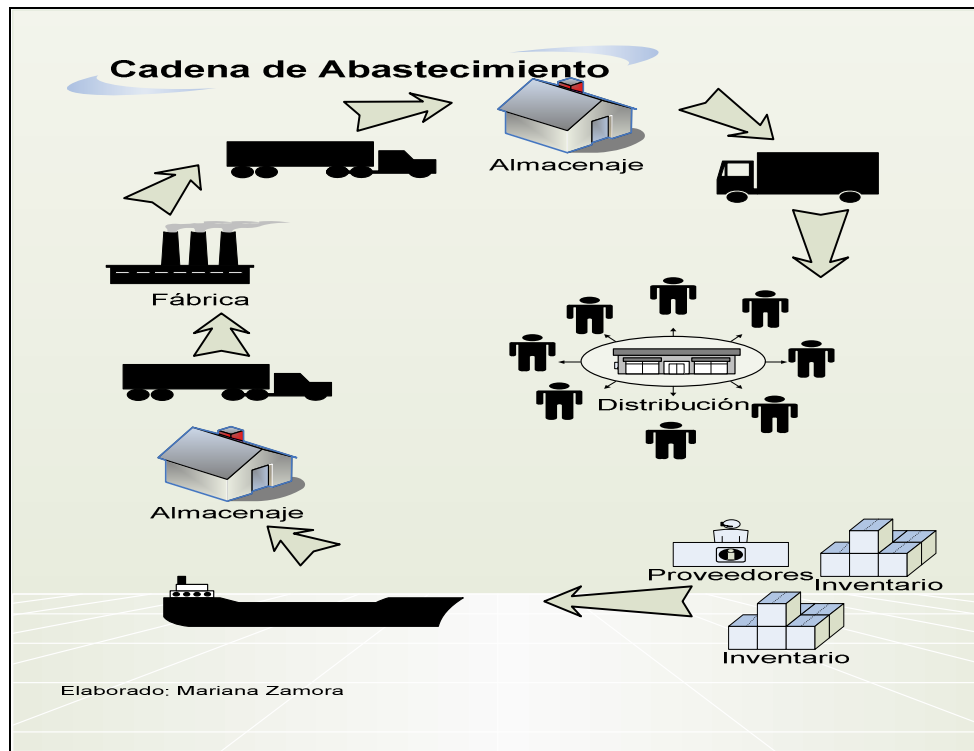 Cadena de Abastecimiento
Almacenaje
Fábrica
Distribución
Almacenaje
Proveedores
Inventario
Inventario
Elaborado: Mariana Zamora